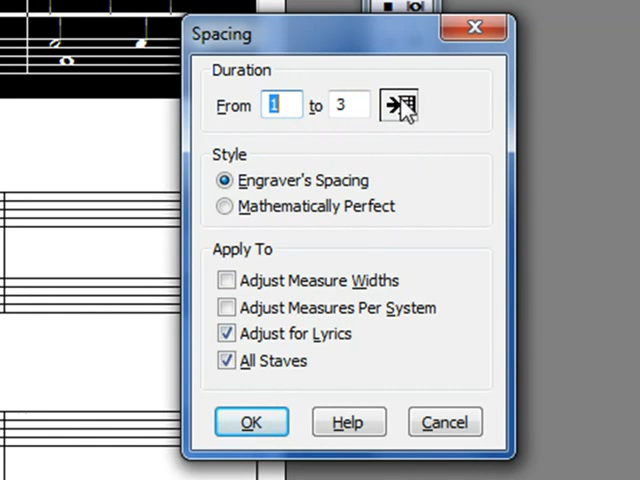 Spacing
Duration
From 1 to 3
Style
Engraver's Spacing
Mathematically Perfect
Apply To
Adjust Measure Widths
Adjust Measures Per System
Adjust for Lyrics
All Staves
OK Help Cancel